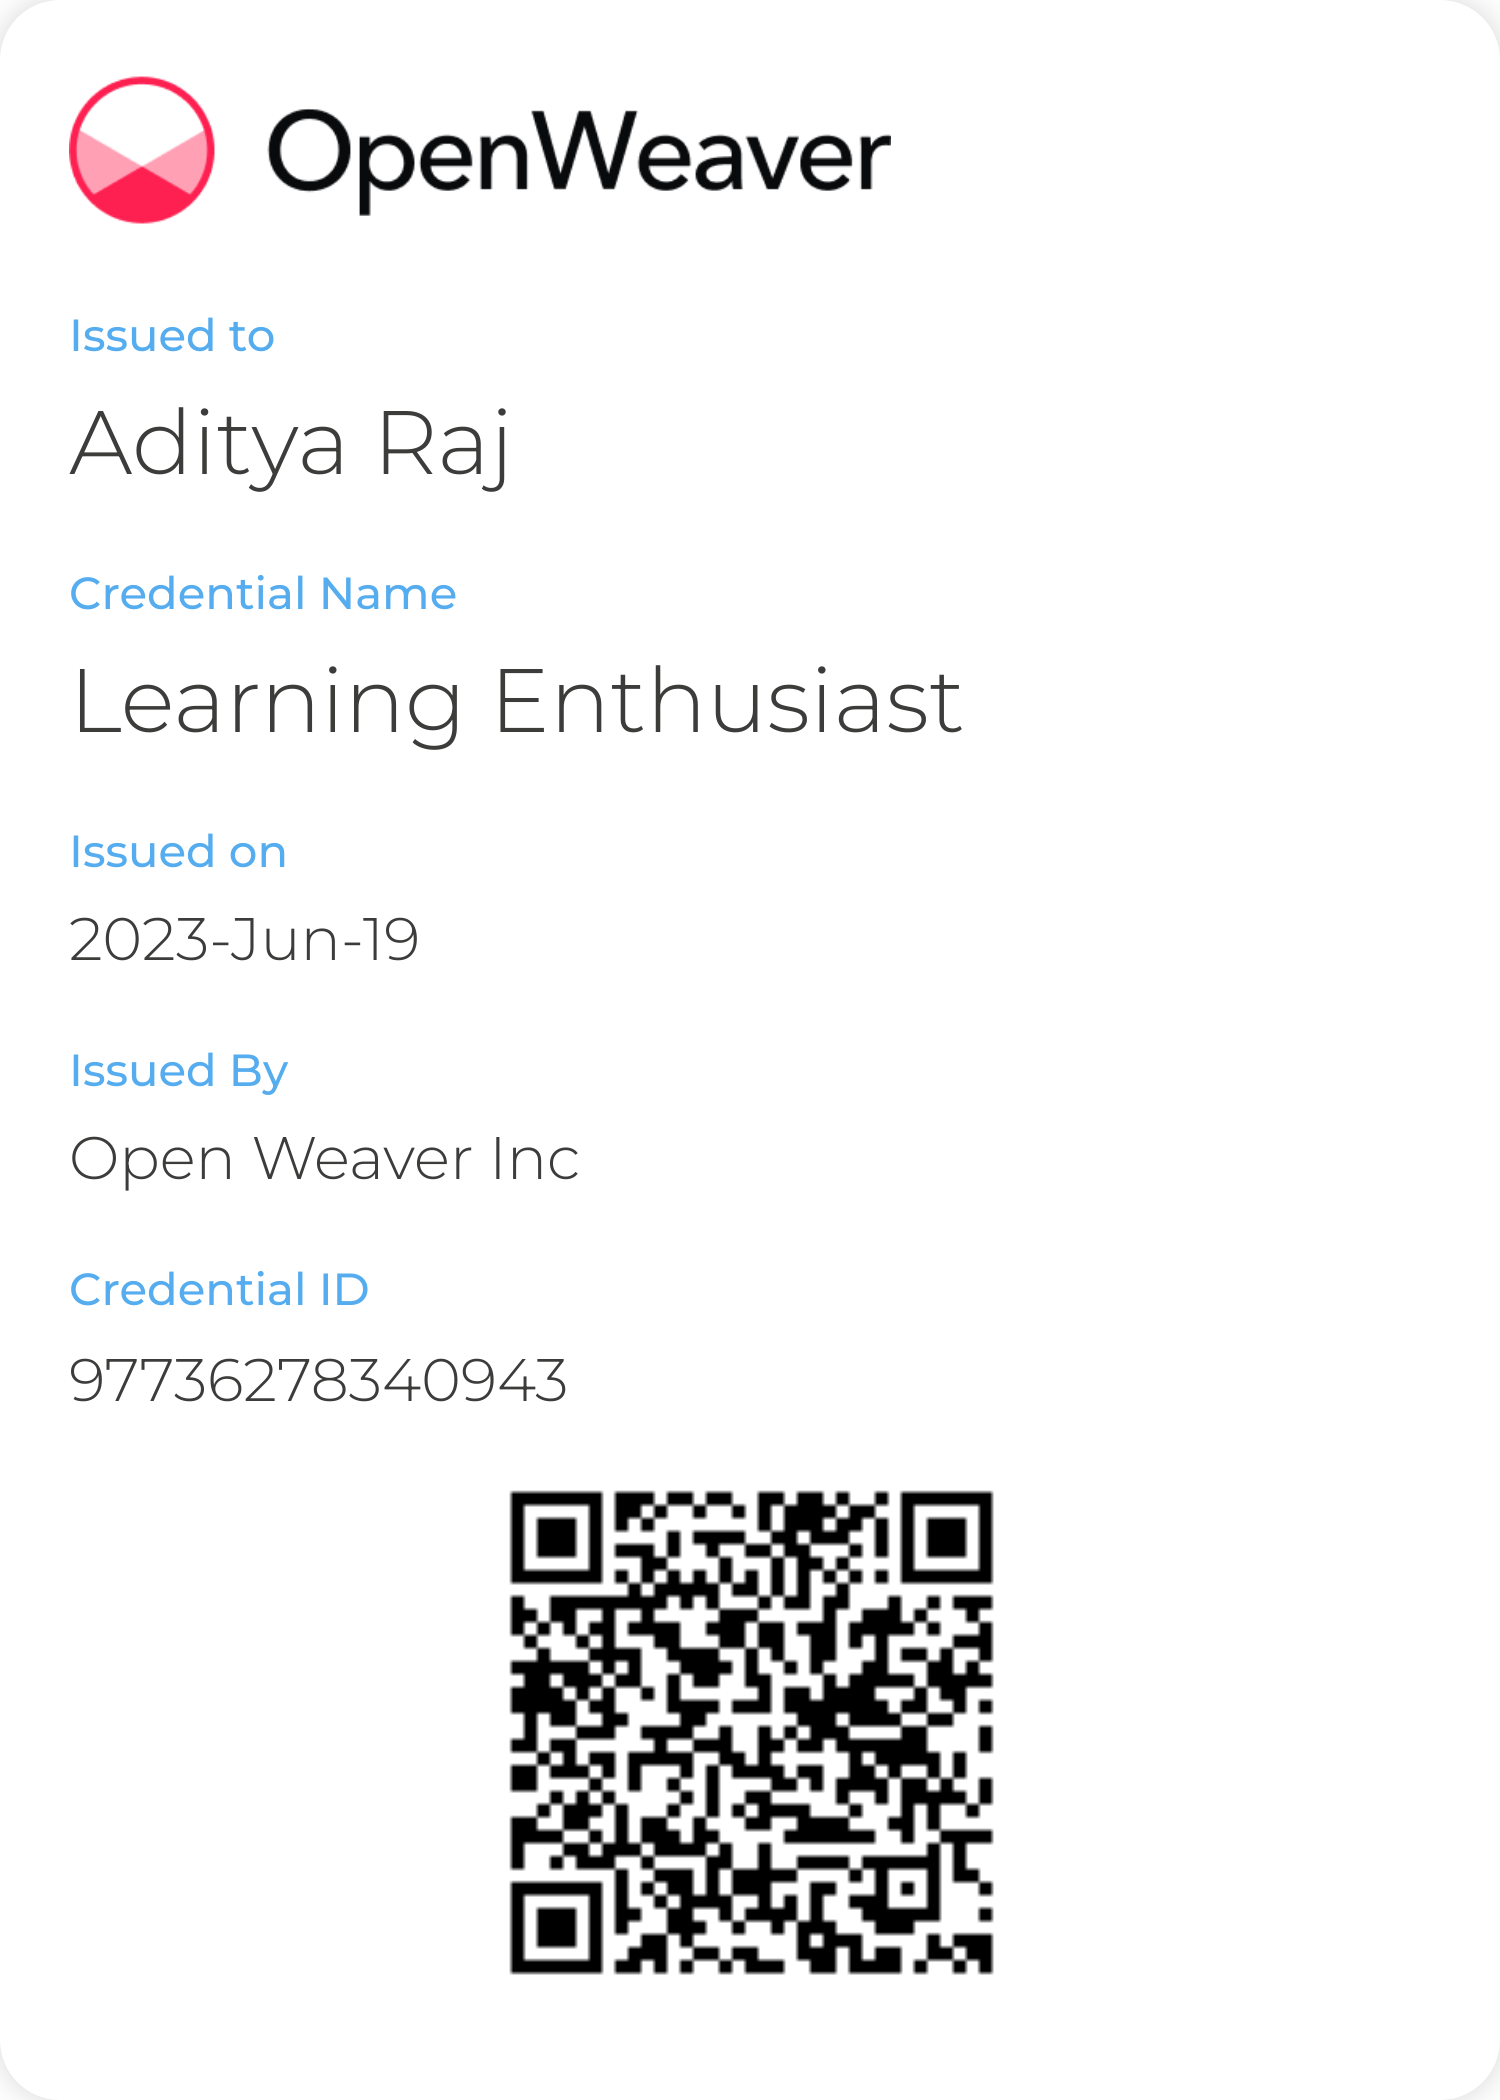 OpenWeaver
Issued to
Aditya Raj
Credential Name
Learning Enthusiast
Issued on
2023-Jun-19
Issued By
Open Weaver Inc
Credential ID
97736278340943